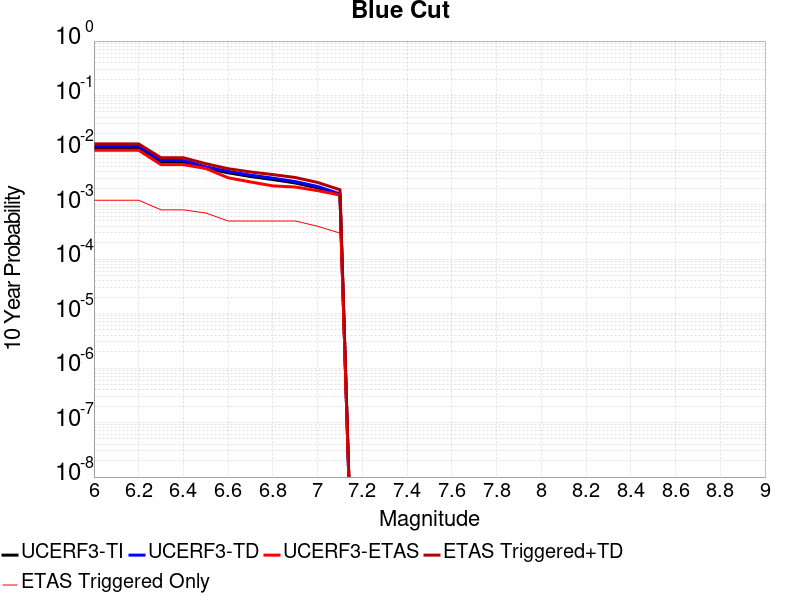 Blue Cut
10 0
10 -1
10 -2
10 -3
10 -4
10 -5
10 -6
10 -7
10 -8
10 Year Probability
6 6.2 6.4 6.6 6.8 7 7.2 7.4 7.6 7.8 8 8.2 8.4 8.6 8.8 9
Magnitude
UCERF3-TI UCERF3-TD UCERF3-ETAS ETAS Triggered+TD
ETAS Triggered Only